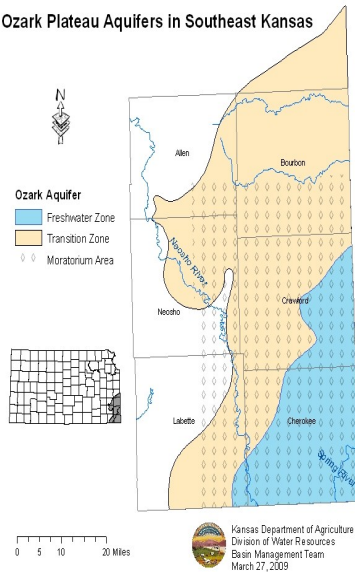 Ozark Plateau Aquifers in Southeast Kansas
N
Allen
Bourbon
Ozark Aquifer
Freshwater Zone
Transition Zone
Moratorium Area
Neosho River
Neosho
Crawford
Labette
Cherokee
Spring River
0 5 10 20 Miles
Kansas Department of Agriculture
Division of Water Resources
Basin Management Team
March 27, 2009